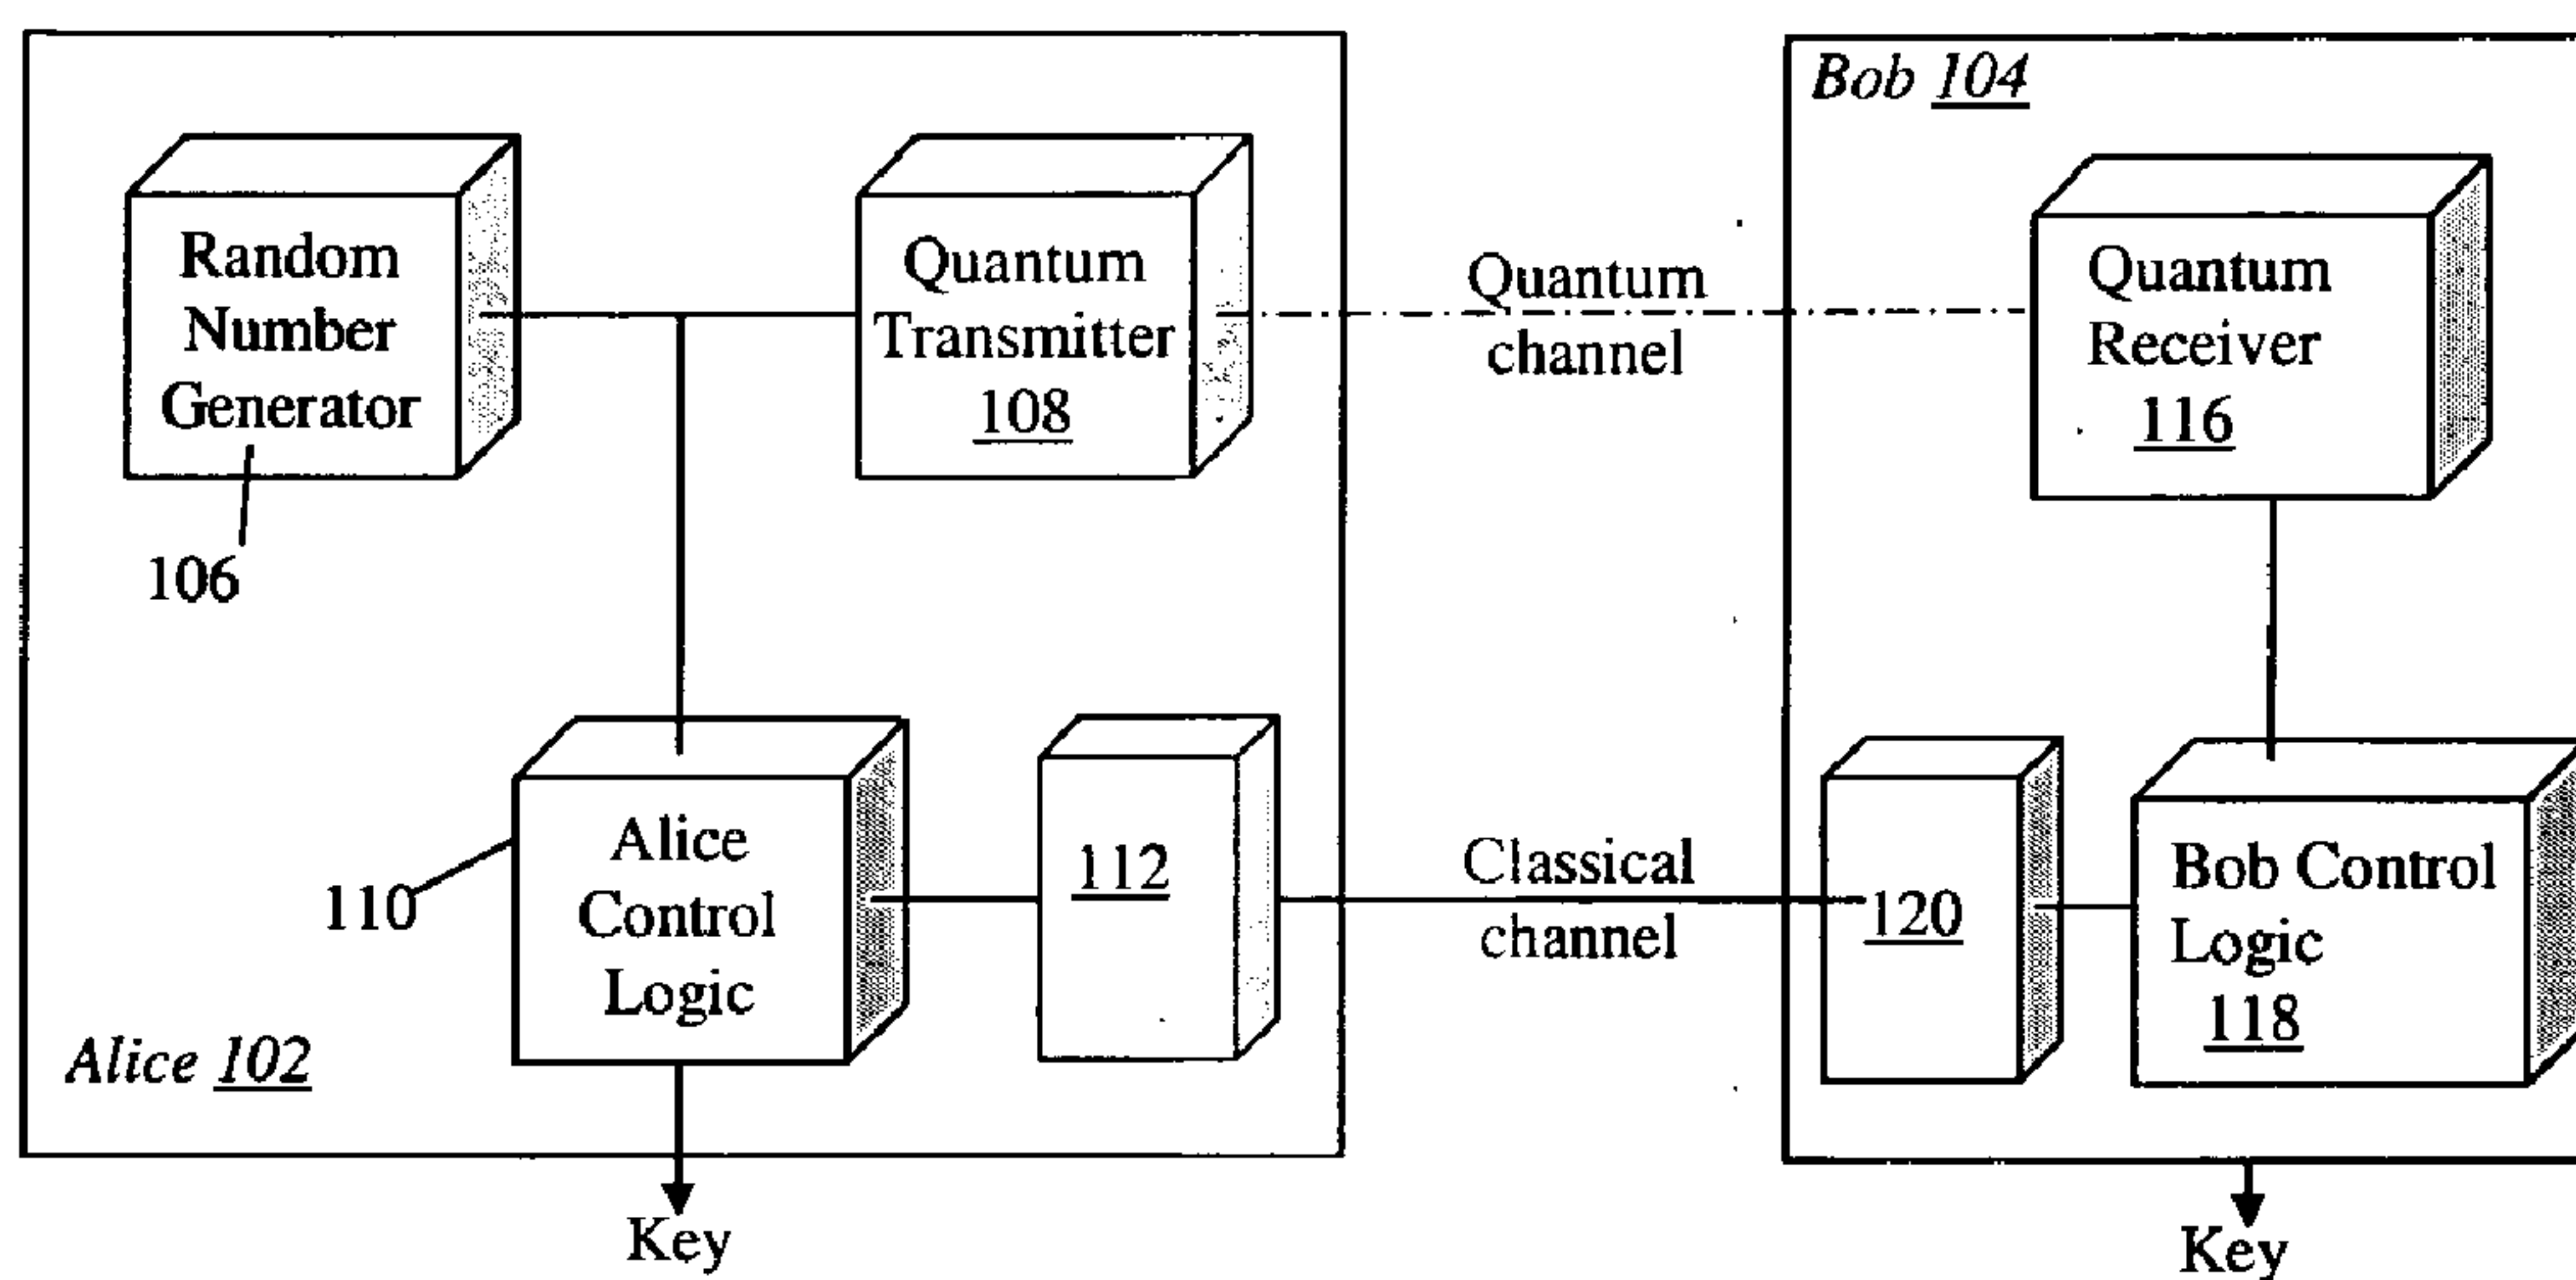 Bob 104
Random
Number
Generator
106
Quantum
Transmitter
108
Quantum
channel
Quantum
Receiver
116
Alice
Control
Logic
110
112
Classical
channel
120
Bob Control
Logic
118
Alice 102
Key
Key